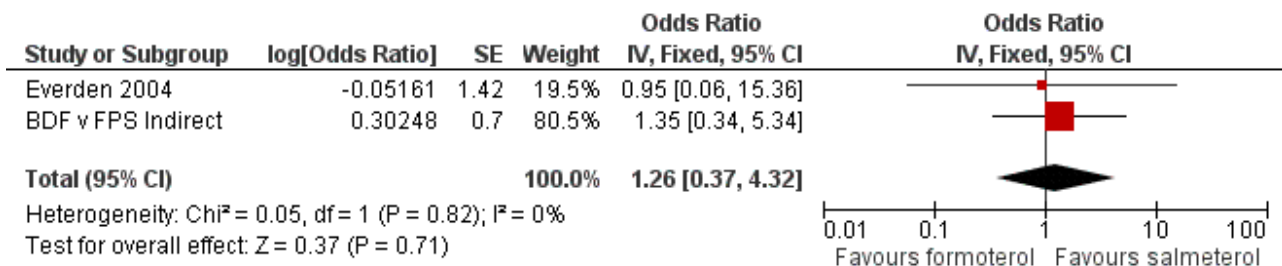 Odds Ratio Odds Ratio
Study or Subgroup log[Odds Ratio] SE Weight IV, Fixed, 95% CI IV, Fixed, 95% CI
Everden 2004 -0.05161 1.42 19.5% 0.95 [0.06, 15.36]
BDF v FPS Indirect 0.30248 0.7 80.5% 1.35 [0.34, 5.34]
Total (95% CI) 100.0% 1.26 [0.37, 4.32]
Heterogeneity: Chi² = 0.05, df = 1 (P = 0.82); I² = 0%
Test for overall effect: Z = 0.37 (P = 0.71)
0.01 0.1 1 10 100
Favours formoterol Favours salmeterol